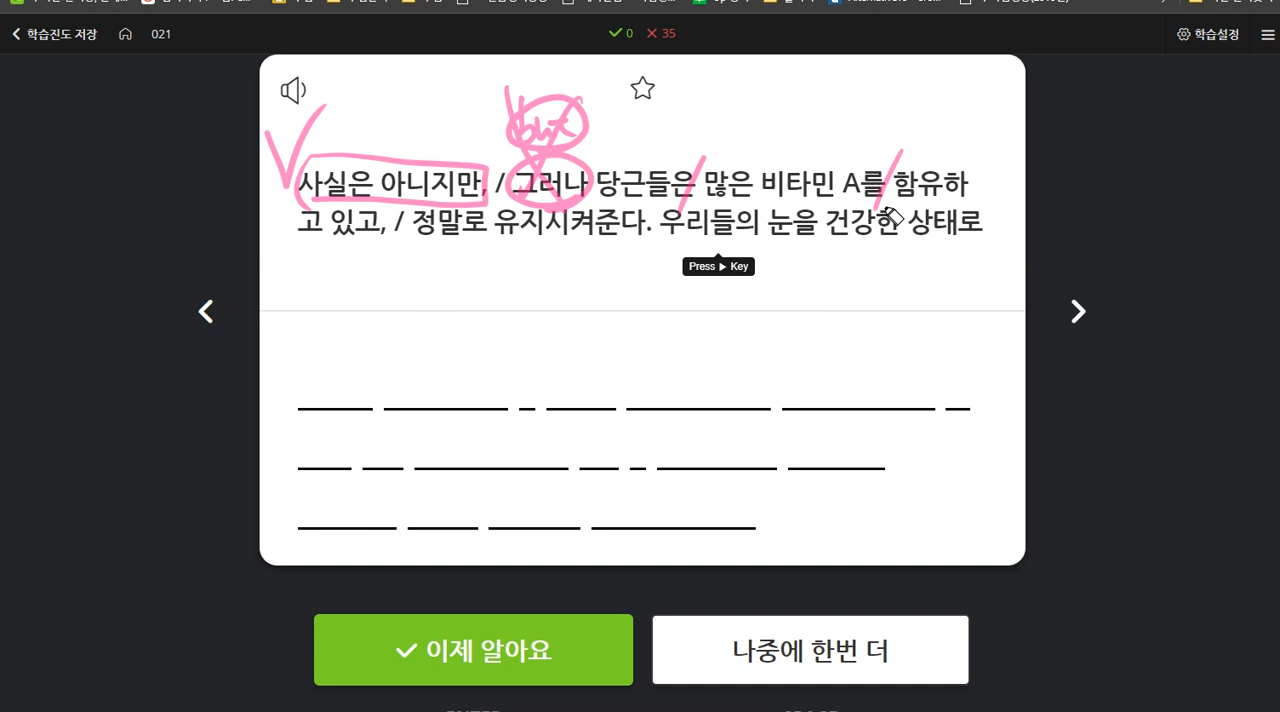 학습진도 저장
021
0
35
학습설정
but
사실은 아니지만, / 그러나 당근들은 많은 비타민 A를 함유하
고 있고, / 정말로 유지시켜준다. 우리들의 눈을 건강한 상태로
Press ▶ Key
✓ 이제 알아요
나중에 한번 더